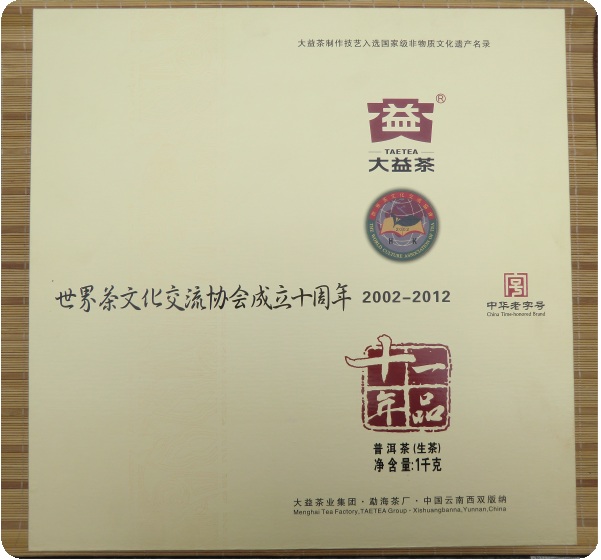 大益茶制作技艺入选国家级非物质文化遗产名录
益®
TAETEA
大益茶
世界茶文化交流协会成立十周年 2002-2012
中华老字号
China Time-honored Brand
十年一品
普洱茶(生茶)
净含量:1千克
大益茶业集团·勐海茶厂·中国云南西双版纳
Menghai Tea Factory,TAETEA Group - Xishuangbanna,Yunnan,China